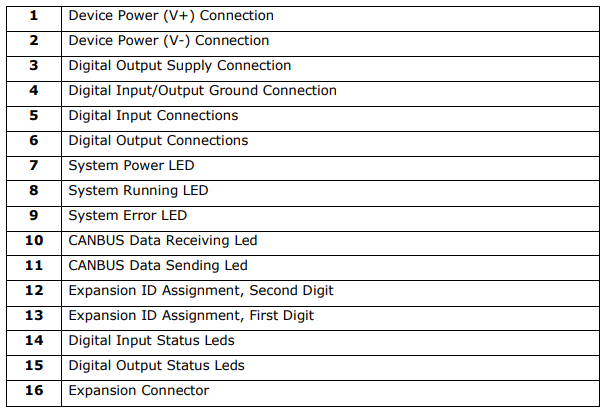 1 Device Power (V+) Connection
2 Device Power (V-) Connection
3 Digital Output Supply Connection
4 Digital Input/Output Ground Connection
5 Digital Input Connections
6 Digital Output Connections
7 System Power LED
8 System Running LED
9 System Error LED
10 CANBUS Data Receiving Led
11 CANBUS Data Sending Led
12 Expansion ID Assignment, Second Digit
13 Expansion ID Assignment, First Digit
14 Digital Input Status Leds
15 Digital Output Status Leds
16 Expansion Connector